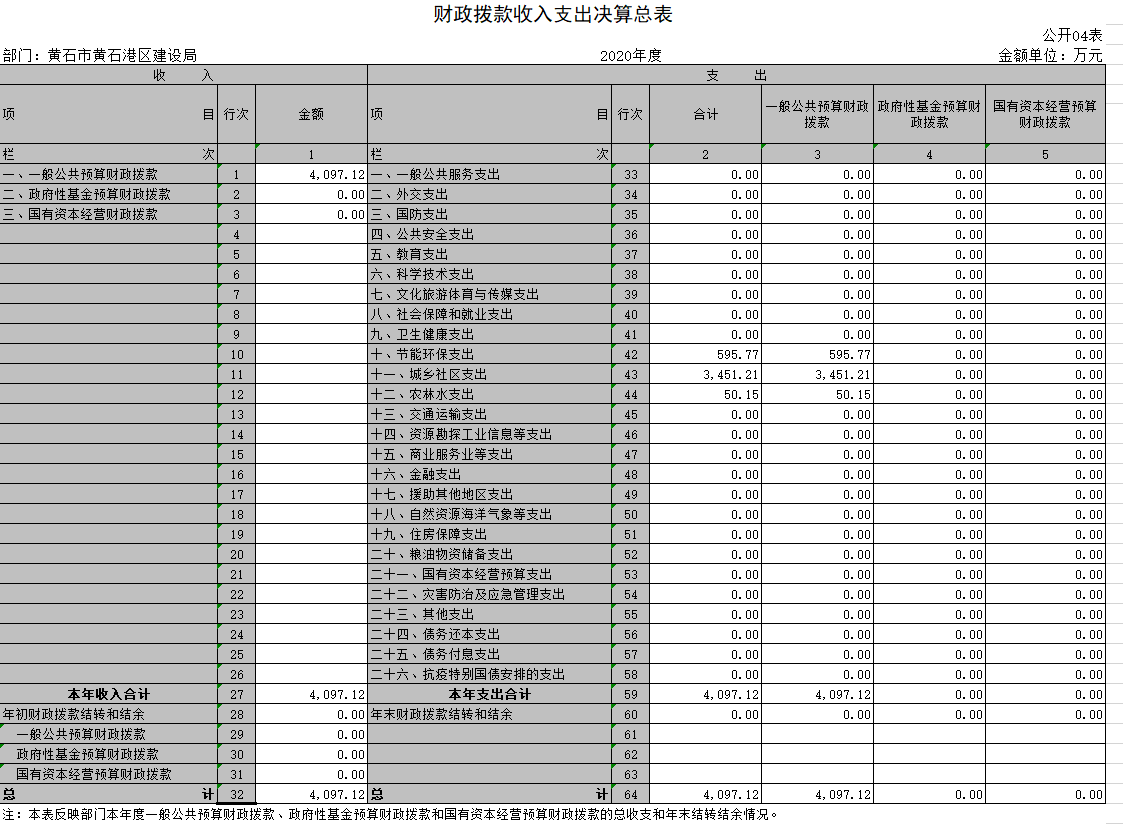 财政拨款收入支出决算总表
公开04表
部门：黄石市黄石港区建设局 2020年度 金额单位：万元
收 入 支 出
项 目 行次 金额 项 目 行次 合计 一般公共预算财政拨款 政府性基金预算财政拨款 国有资本经营预算财政拨款
栏 次 1 栏 次 2 3 4 5
一、一般公共预算财政拨款 1 4,097.12 一、一般公共服务支出 33 0.00 0.00 0.00 0.00
二、政府性基金预算财政拨款 2 0.00 二、外交支出 34 0.00 0.00 0.00 0.00
三、国有资本经营财政拨款 3 0.00 三、国防支出 35 0.00 0.00 0.00 0.00
4 四、公共安全支出 36 0.00 0.00 0.00 0.00
5 五、教育支出 37 0.00 0.00 0.00 0.00
6 六、科学技术支出 38 0.00 0.00 0.00 0.00
7 七、文化旅游体育与传媒支出 39 0.00 0.00 0.00 0.00
8 八、社会保障和就业支出 40 0.00 0.00 0.00 0.00
9 九、卫生健康支出 41 0.00 0.00 0.00 0.00
10 十、节能环保支出 42 595.77 595.77 0.00 0.00
11 十一、城乡社区支出 43 3,451.21 3,451.21 0.00 0.00
12 十二、农林水支出 44 50.15 50.15 0.00 0.00
13 十三、交通运输支出 45 0.00 0.00 0.00 0.00
14 十四、资源勘探工业信息等支出 46 0.00 0.00 0.00 0.00
15 十五、商业服务业等支出 47 0.00 0.00 0.00 0.00
16 十六、金融支出 48 0.00 0.00 0.00 0.00
17 十七、援助其他地区支出 49 0.00 0.00 0.00 0.00
18 十八、自然资源海洋气象等支出 50 0.00 0.00 0.00 0.00
19 十九、住房保障支出 51 0.00 0.00 0.00 0.00
20 二十、粮油物资储备支出 52 0.00 0.00 0.00 0.00
21 二十一、国有资本经营预算支出 53 0.00 0.00 0.00 0.00
22 二十二、灾害防治及应急管理支出 54 0.00 0.00 0.00 0.00
23 二十三、其他支出 55 0.00 0.00 0.00 0.00
24 二十四、债务还本支出 56 0.00 0.00 0.00 0.00
25 二十五、债务付息支出 57 0.00 0.00 0.00 0.00
26 二十六、抗疫特别国债安排的支出 58 0.00 0.00 0.00 0.00
本年收入合计 27 4,097.12 本年支出合计 59 4,097.12 4,097.12 0.00 0.00
年初财政拨款结转和结余 28 0.00 年末财政拨款结转和结余 60 0.00 0.00 0.00 0.00
一般公共预算财政拨款 29 0.00 61
政府性基金预算财政拨款 30 0.00 62
国有资本经营预算财政拨款 31 0.00 63
总 计 32 4,097.12 总 计 64 4,097.12 4,097.12 0.00 0.00
注：本表反映部门本年度一般公共预算财政拨款、政府性基金预算财政拨款和国有资本经营预算财政拨款的总收支和年末结转结余情况。